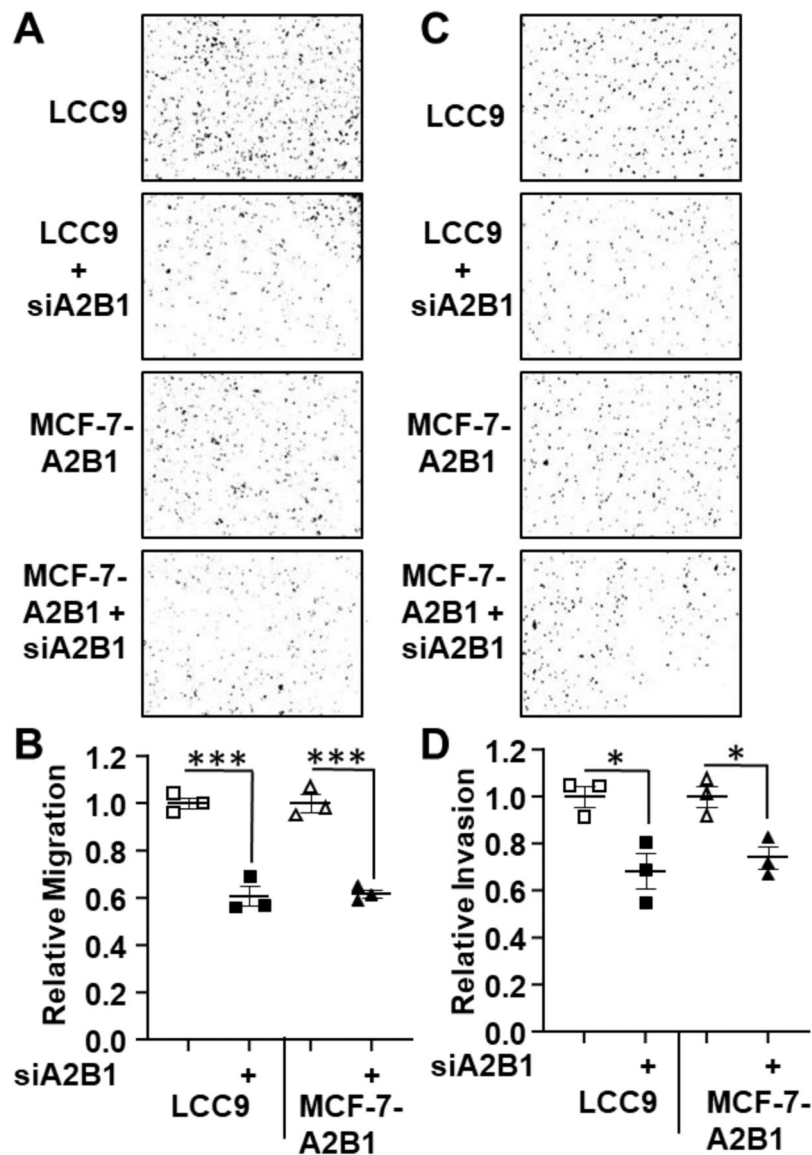 A
LCC9
LCC9
+
siA2B1
MCF-7-
A2B1
MCF-7-
A2B1 +
siA2B1
C
LCC9
LCC9
+
siA2B1
MCF-7-
A2B1
MCF-7-
A2B1 +
siA2B1
B
Relative Migration
1.2
1.0
0.8
0.6
0.4
0.2
0.0
***
***
siA2B1 + +
LCC9
MCF-7-
A2B1
D
Relative Invasion
1.2
1.0
0.8
0.6
0.4
0.2
0.0
*
*
siA2B1 + +
LCC9
MCF-7-
A2B1